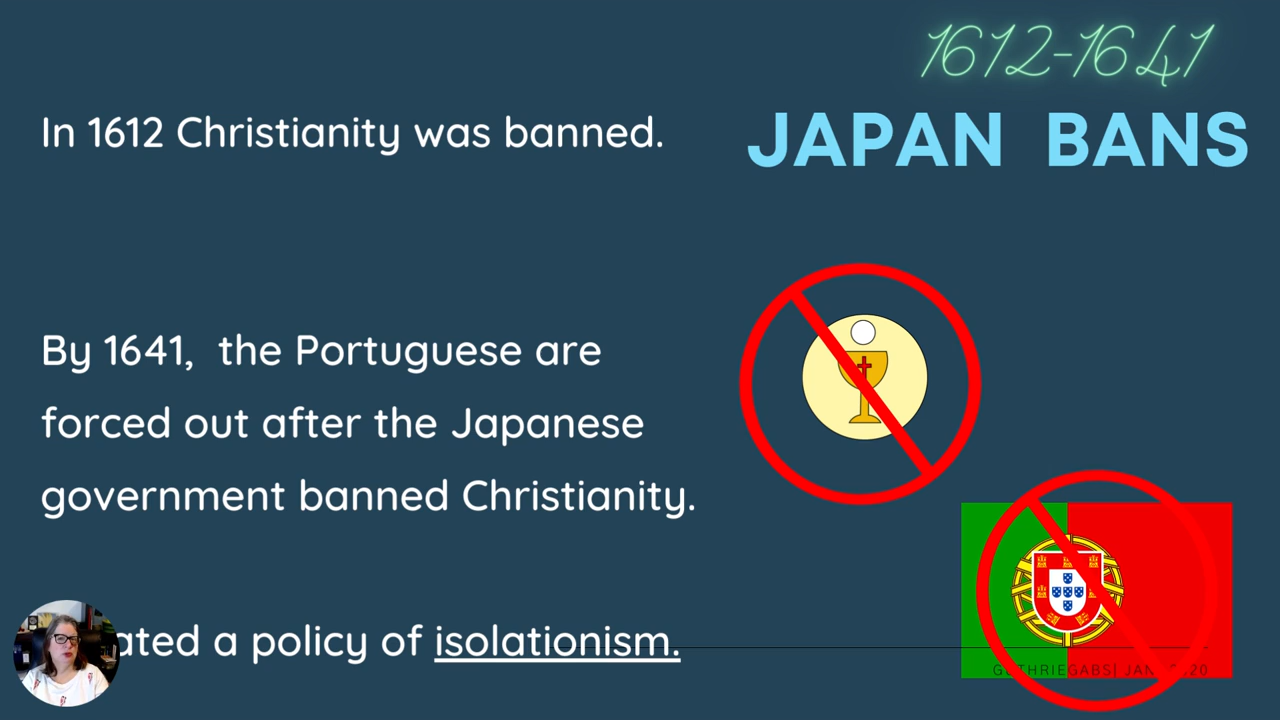 1612-1641
JAPAN BANS
In 1612 Christianity was banned.
By 1641, the Portuguese are
forced out after the Japanese
government banned Christianity.
a policy of isolationism.